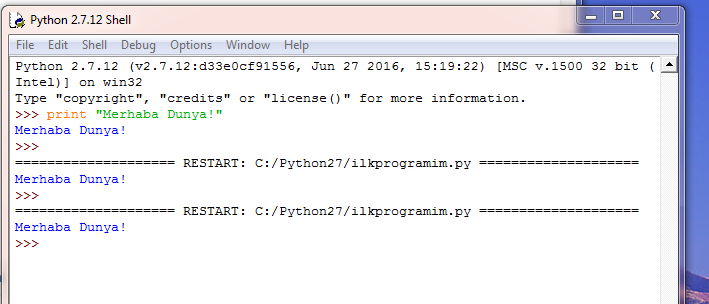 Python 2.7.12 Shell
File Edit Shell Debug Options Window Help
Python 2.7.12 (v2.7.12:d33e0cf91556, Jun 27 2016, 15:19:22) [MSC v.1500 32 bit (
Intel)] on win32
Type "copyright", "credits" or "license()" for more information.
>>> print "Merhaba Dunya!"
Merhaba Dunya!
>>>
==================== RESTART: C:/Python27/ilkprogramim.py ====================
Merhaba Dunya!
>>>
==================== RESTART: C:/Python27/ilkprogramim.py ====================
Merhaba Dunya!
>>>